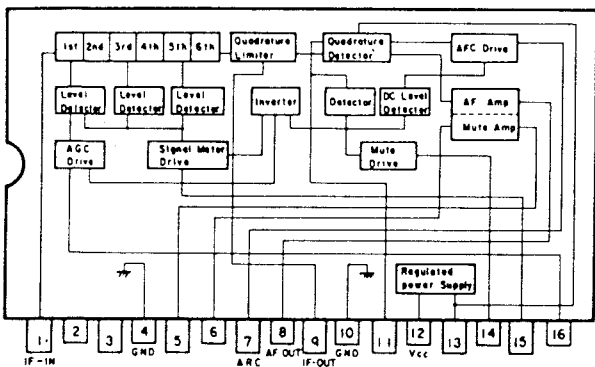 1st 2nd 3rd 4th 5th 6th
Quadrature Limiter
Quadrature Detector
AFC Drive
Level Detector
Level Detector
Level Detector
Inverter
Detector
DC Level Detector
AF Amp
Mute Amp
AGC Drive
Signal Meter Drive
Mute Drive
Regulated power Supply
1 2 3 4 5 6 7 8 9 10 11 12 13 14 15 16
IF-IN GND ARC AF OUT IF-OUT GND Vcc